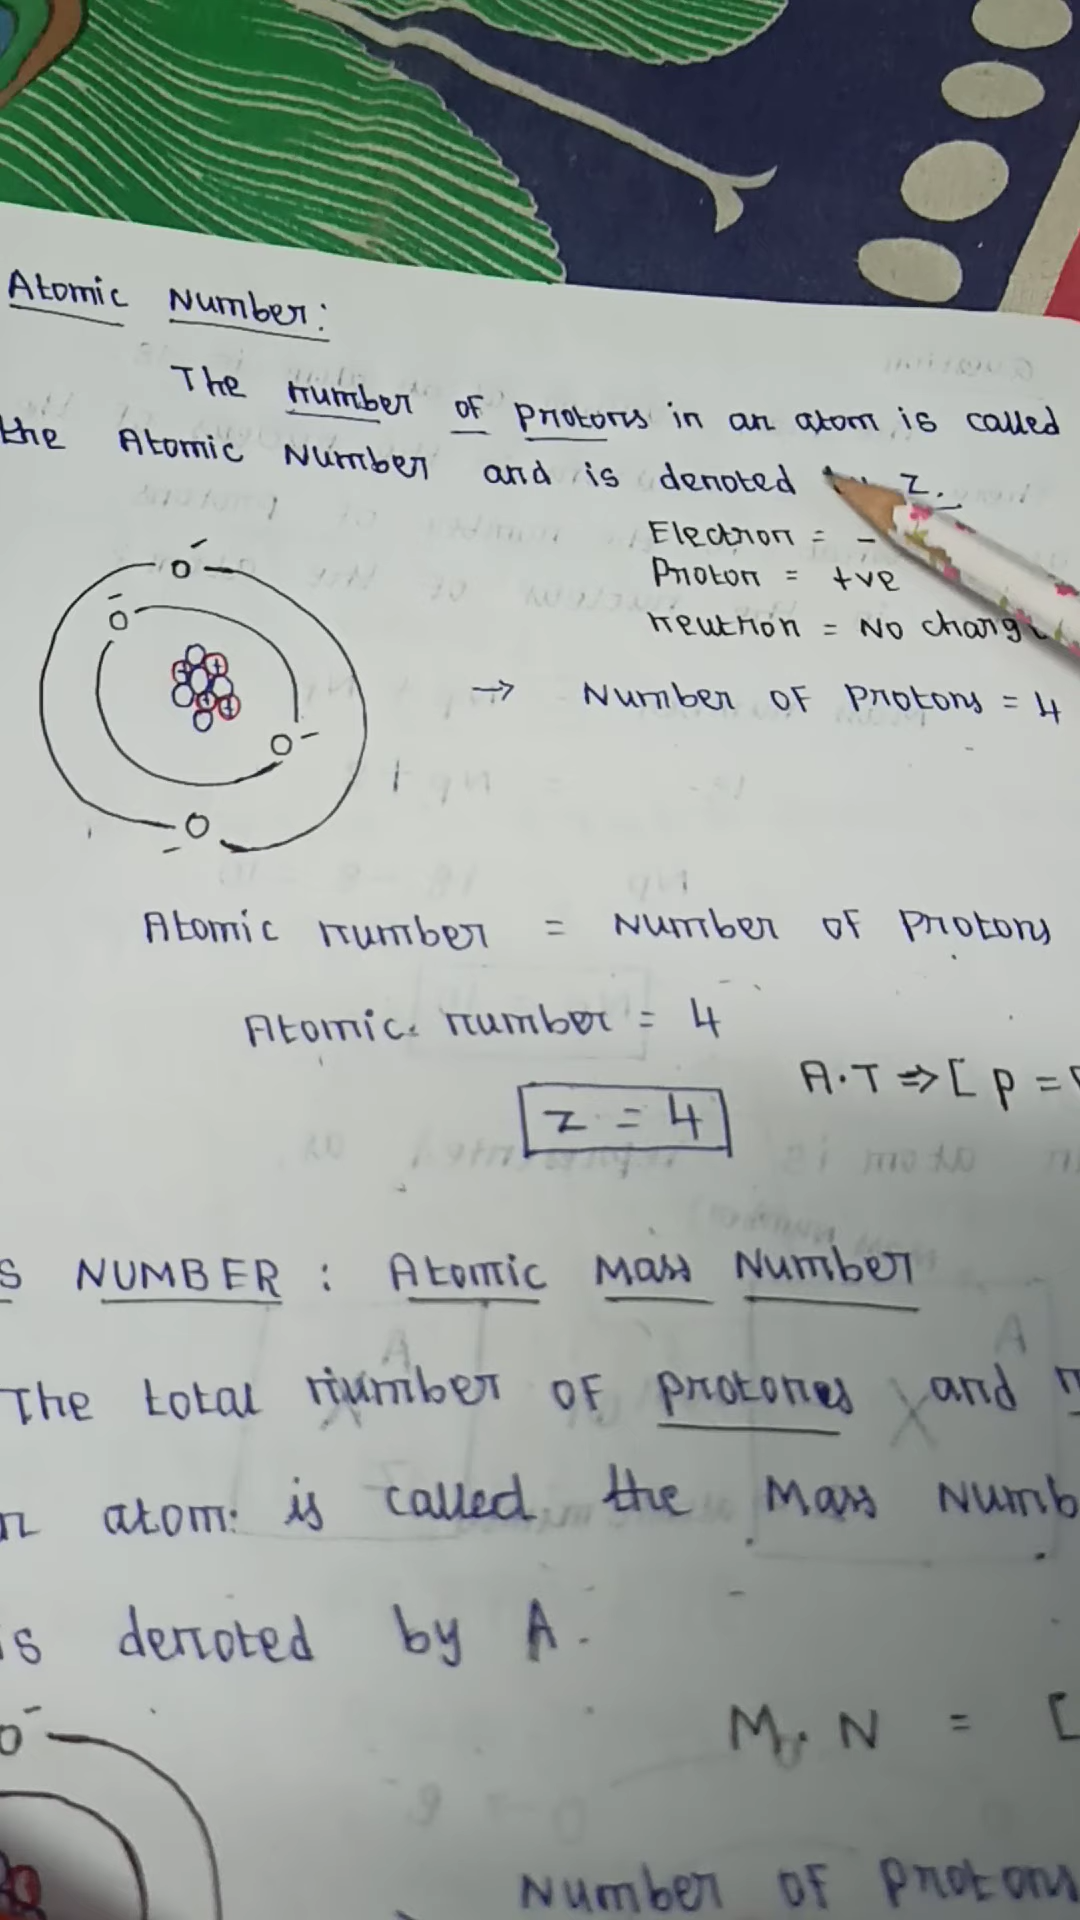 Atomic Number:
The number of protons in an atom is called
the Atomic Number and is denoted Z.
Electron = -
Proton = +ve
Neutron = No charg
→ Number of protons = 4
Atomic number = Number of protons
Atomic number = 4
A.T ⇒ [ p =
Z = 4
S NUMBER : Atomic Mass Number
The total number of protones and n
n atom is called the Mass Numb
is denoted by A.
M.N = [
Number of protons